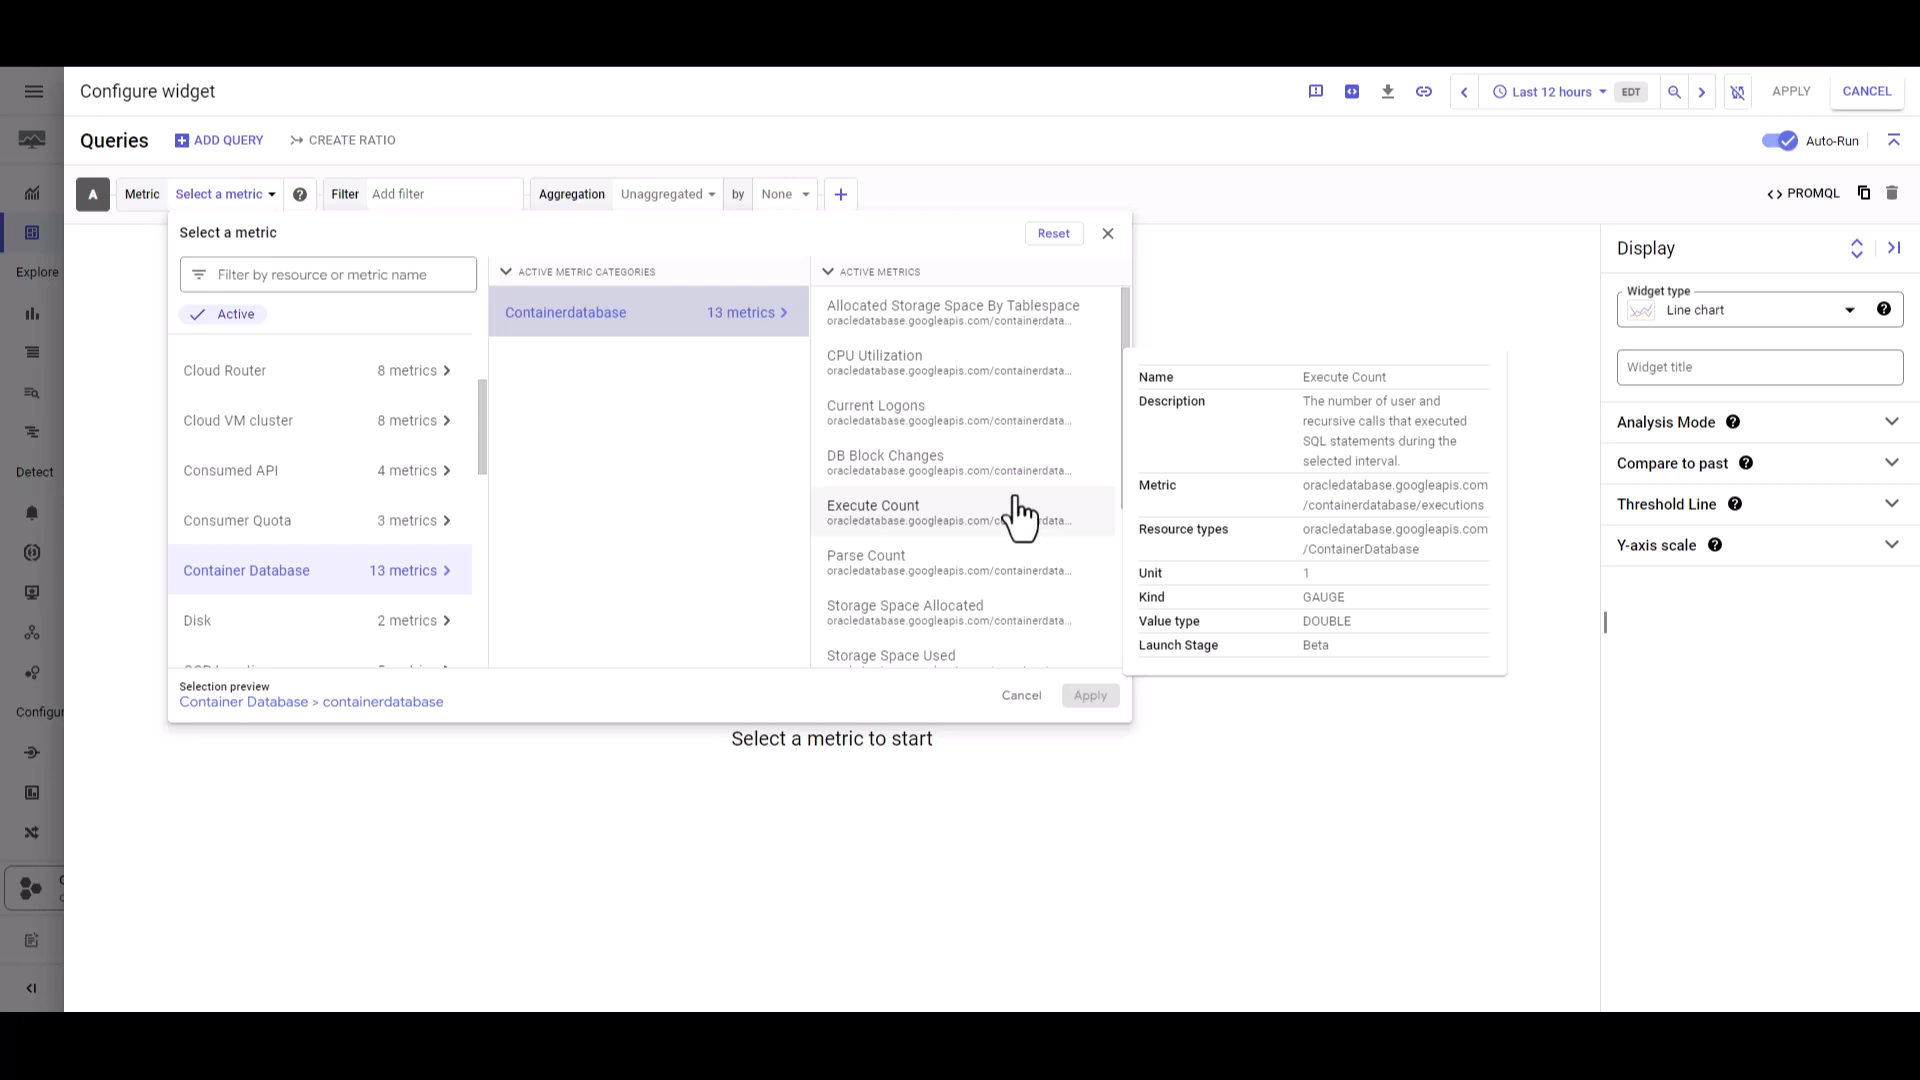 Configure widget
Last 12 hours
EDT
APPLY
CANCEL
Queries
ADD QUERY
CREATE RATIO
Auto-Run
A
Metric
Select a metric
Filter
Add filter
Aggregation
Unaggregated
by
None
PROMQL
Select a metric
Reset
Filter by resource or metric name
Active
Cloud Router
8 metrics
Cloud VM cluster
8 metrics
Consumed API
4 metrics
Consumer Quota
3 metrics
Container Database
13 metrics
Disk
2 metrics
ACTIVE METRIC CATEGORIES
Containerdatabase
13 metrics
ACTIVE METRICS
Allocated Storage Space By Tablespace
oracledatabase.googleapis.com/containerdata...
CPU Utilization
oracledatabase.googleapis.com/containerdata...
Current Logons
oracledatabase.googleapis.com/containerdata...
DB Block Changes
oracledatabase.googleapis.com/containerdata...
Execute Count
Parse Count
oracledatabase.googleapis.com/containerdata...
Storage Space Allocated
oracledatabase.googleapis.com/containerdata...
Storage Space Used
Selection preview
Container Database > containerdatabase
Cancel
Apply
Name
Execute Count
Description
The number of user and
recursive calls that executed
SQL statements during the
selected interval.
Metric
oracledatabase.googleapis.com
/containerdatabase/executions
Resource types
oracledatabase.googleapis.com
/ContainerDatabase
Unit
1
Kind
GAUGE
Value type
DOUBLE
Launch Stage
Beta
Select a metric to start
Display
Widget type
Line chart
Widget title
Analysis Mode
Compare to past
Threshold Line
Y-axis scale
Explore
Detect